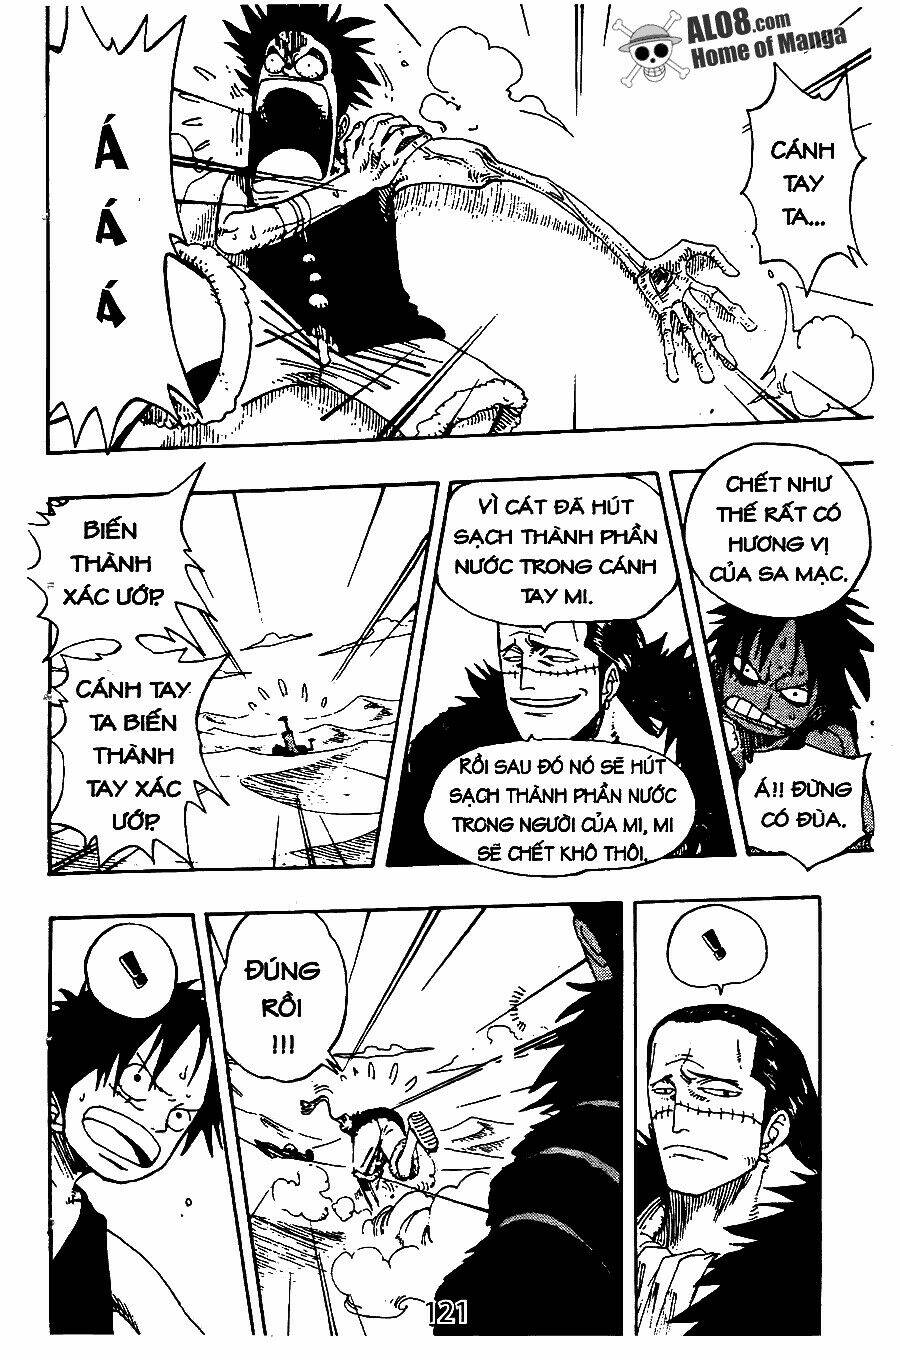 AL08.com
Home of Manga
Á
Á
Á
CÁNH
TAY
TA...
BIẾN
THÀNH
XÁC ƯỚP?
CÁNH TAY
TA BIẾN
THÀNH
TAY XÁC
ƯỚP?
VÌ CÁT ĐÃ HÚT
SẠCH THÀNH PHẦN
NƯỚC TRONG CÁNH
TAY MI.
RỒI SAU ĐÓ NÓ SẼ HÚT
SẠCH THÀNH PHẦN NƯỚC
TRONG NGƯỜI CỦA MI, MI
SẼ CHẾT KHÔ THÔI.
CHẾT NHƯ
THẾ RẤT CÓ
HƯƠNG VỊ
CỦA SA MẠC.
Á!! ĐỪNG
CÓ ĐÙA.
!
ĐÚNG
RỒI
!!!
!
121